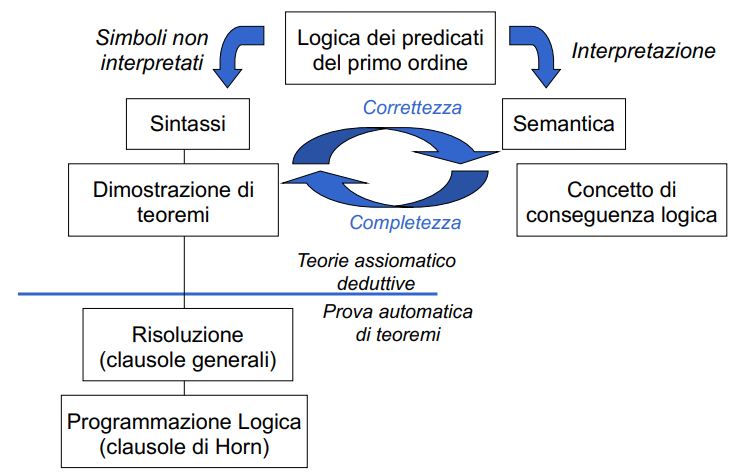 Simboli non
interpretati
Logica dei predicati
del primo ordine
Interpretazione
Sintassi
Correttezza
Semantica
Dimostrazione di
teoremi
Concetto di
conseguenza logica
Completezza
Teorie assiomatico
deduttive
Prova automatica
di teoremi
Risoluzione
(clausole generali)
Programmazione Logica
(clausole di Horn)